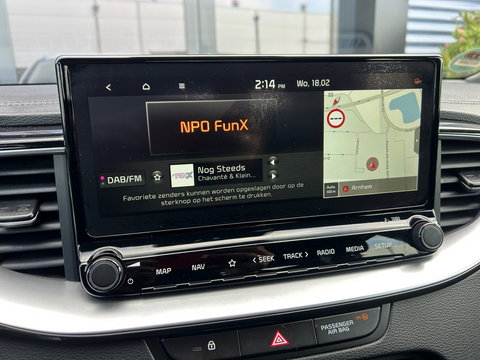 2:14 PM
Wo, 18.02
NPO FunX
DAB/FM
Nog Steeds
Chavanté & Klein...
Favoriete zenders kunnen worden opgeslagen door op de
sterknop op het scherm te drukken.
Auto
100 m
Arnhem
MAP
NAV
SEEK
TRACK
RADIO
MEDIA
SETUP
PASSENGER
AIR BAG